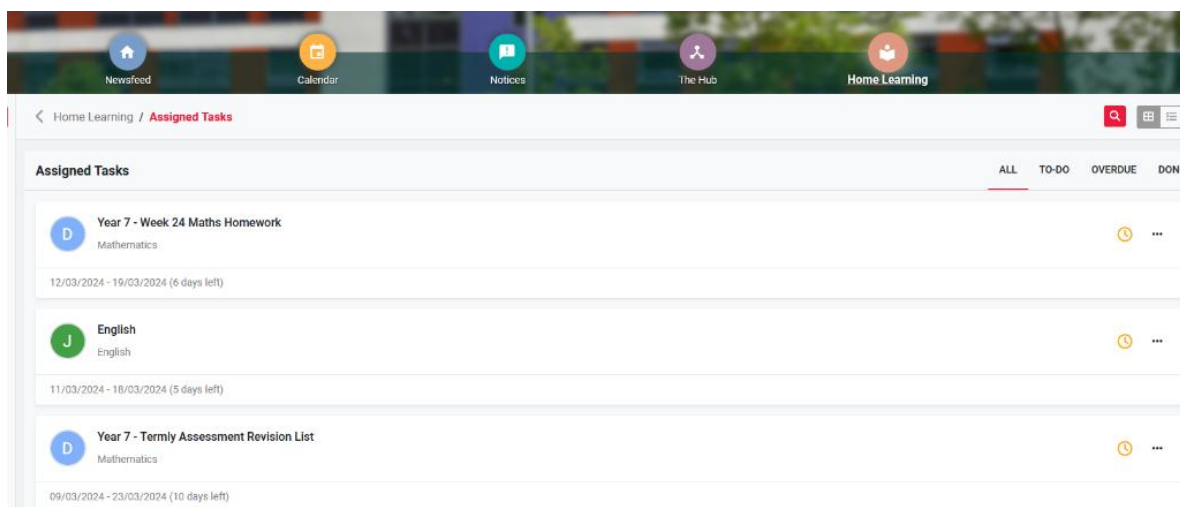 Newsfeed
Calendar
Notices
The Hub
Home Learning
Home Learning / Assigned Tasks
Assigned Tasks
ALL TO-DO OVERDUE DON
D
Year 7 - Week 24 Maths Homework
Mathematics
12/03/2024 - 19/03/2024 (6 days left)
J
English
English
11/03/2024 - 18/03/2024 (5 days left)
D
Year 7 - Termly Assessment Revision List
Mathematics
09/03/2024 - 23/03/2024 (10 days left)